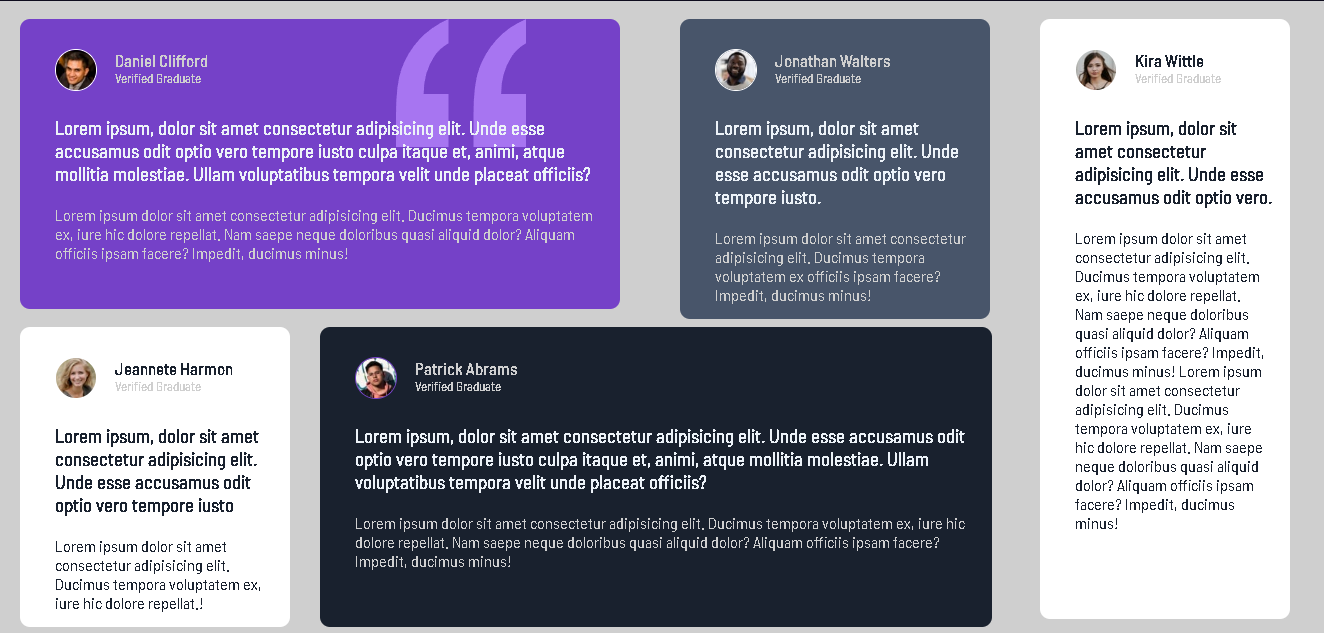 Daniel Clifford
Verified Graduate
Lorem ipsum, dolor sit amet consectetur adipisicing elit. Unde esse
accusamus odit optio vero tempore iusto culpa itaque et, animi, atque
mollitia molestiae. Ullam voluptatibus tempora velit unde placeat officiis?
Lorem ipsum dolor sit amet consectetur adipisicing elit. Ducimus tempora voluptatem
ex, iure hic dolore repellat. Nam saepe neque doloribus quasi aliquid dolor? Aliquam
officiis ipsam facere? Impedit, ducimus minus!
Jonathan Walters
Verified Graduate
Lorem ipsum, dolor sit amet
consectetur adipisicing elit. Unde
esse accusamus odit optio vero
tempore iusto.
Lorem ipsum dolor sit amet consectetur
adipisicing elit. Ducimus tempora
voluptatem ex officiis ipsam facere?
Impedit, ducimus minus!
Kira Wittle
Verified Graduate
Lorem ipsum, dolor sit
amet consectetur
adipisicing elit. Unde esse
accusamus odit optio vero.
Lorem ipsum dolor sit amet
consectetur adipisicing elit.
Ducimus tempora voluptatem
ex, iure hic dolore repellat.
Nam saepe neque doloribus
quasi aliquid dolor? Aliquam
officiis ipsam facere? Impedit,
ducimus minus! Lorem ipsum
dolor sit amet consectetur
adipisicing elit. Ducimus
tempora voluptatem ex, iure
hic dolore repellat. Nam saepe
neque doloribus quasi aliquid
dolor? Aliquam officiis ipsam
facere? Impedit, ducimus
minus!
Jeannete Harmon
Verified Graduate
Lorem ipsum, dolor sit amet
consectetur adipisicing elit.
Unde esse accusamus odit
optio vero tempore iusto
Lorem ipsum dolor sit amet
consectetur adipisicing elit.
Ducimus tempora voluptatem ex,
iure hic dolore repellat.!
Patrick Abrams
Verified Graduate
Lorem ipsum, dolor sit amet consectetur adipisicing elit. Unde esse accusamus odit
optio vero tempore iusto culpa itaque et, animi, atque mollitia molestiae. Ullam
voluptatibus tempora velit unde placeat officiis?
Lorem ipsum dolor sit amet consectetur adipisicing elit. Ducimus tempora voluptatem ex, iure hic
dolore repellat. Nam saepe neque doloribus quasi aliquid dolor? Aliquam officiis ipsam facere?
Impedit, ducimus minus!